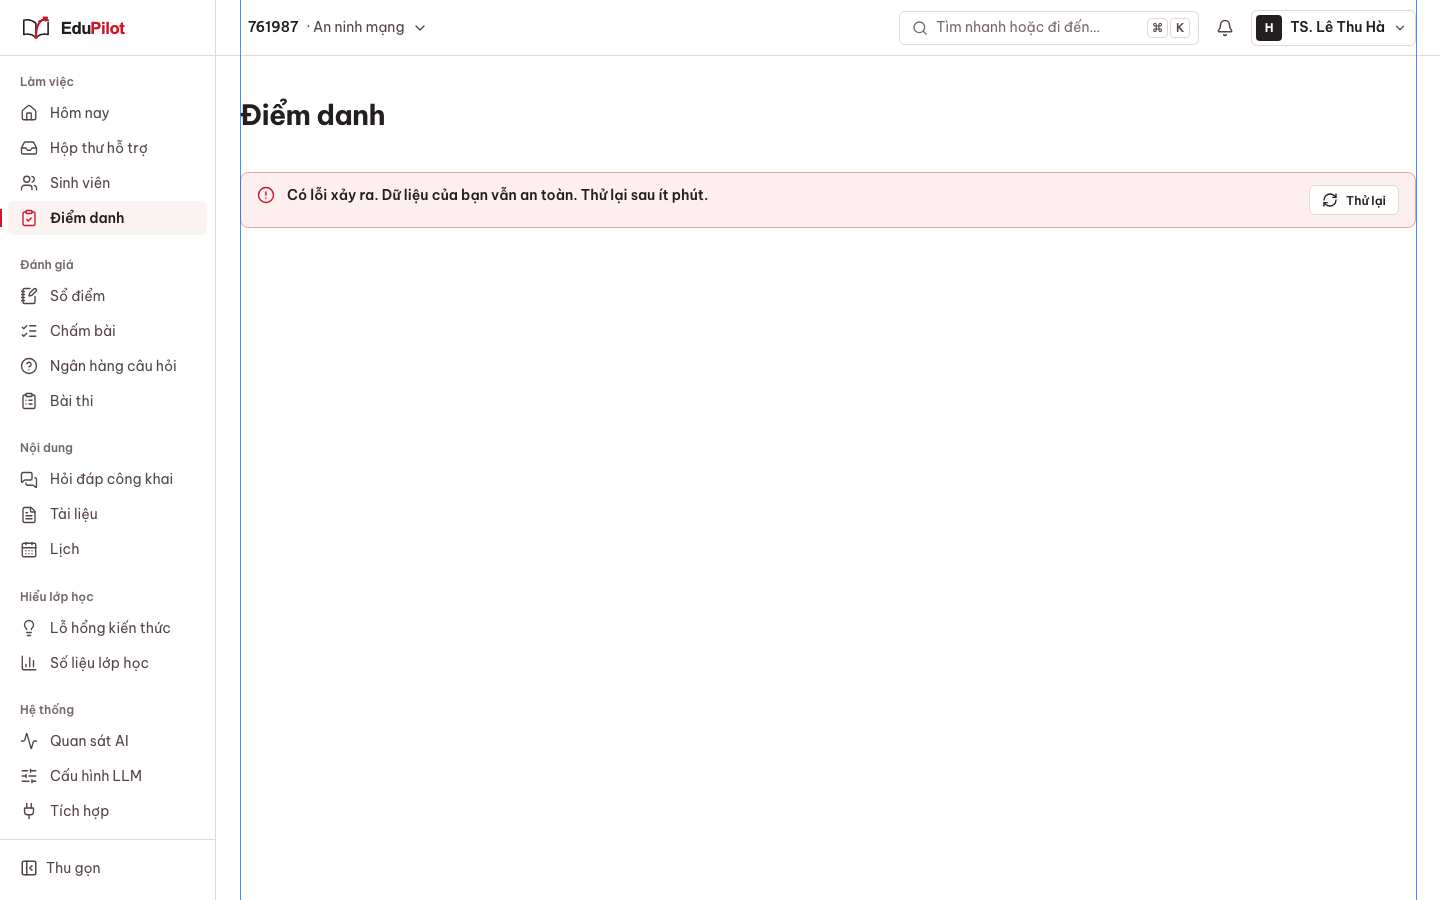 EduPilot
761987 · An ninh mạng
Tìm nhanh hoặc đi đến...
⌘ K
H TS. Lê Thu Hà
Làm việc
Hôm nay
Hộp thư hỗ trợ
Sinh viên
Điểm danh
Đánh giá
Sổ điểm
Chấm bài
Ngân hàng câu hỏi
Bài thi
Nội dung
Hỏi đáp công khai
Tài liệu
Lịch
Hiểu lớp học
Lỗ hổng kiến thức
Số liệu lớp học
Hệ thống
Quan sát AI
Cấu hình LLM
Tích hợp
Thu gọn
Điểm danh
Có lỗi xảy ra. Dữ liệu của bạn vẫn an toàn. Thử lại sau ít phút.
Thử lại